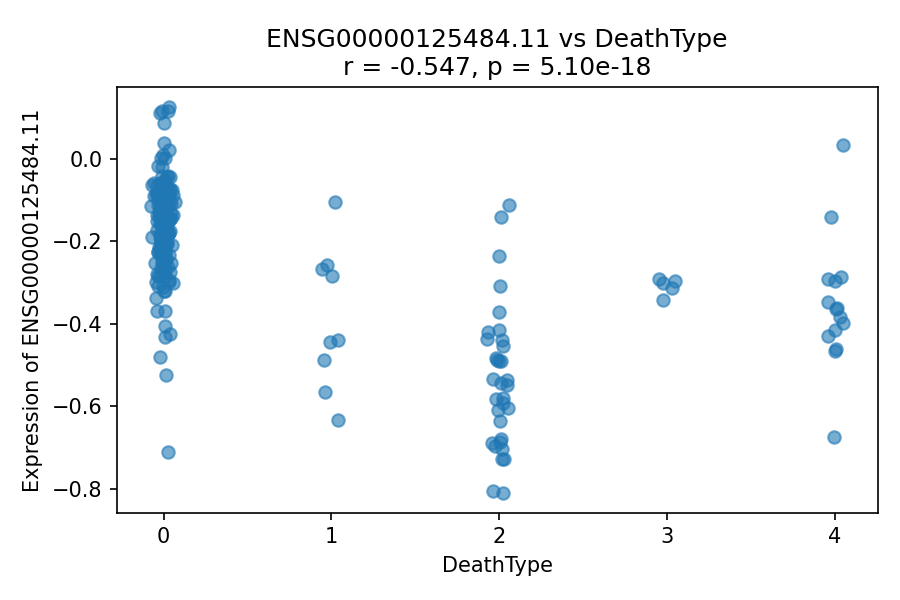 ENSG00000125484.11 vs DeathType
r = -0.547, p = 5.10e-18
Expression of ENSG00000125484.11
0.0
−0.2
−0.4
−0.6
−0.8
0 1 2 3 4
DeathType